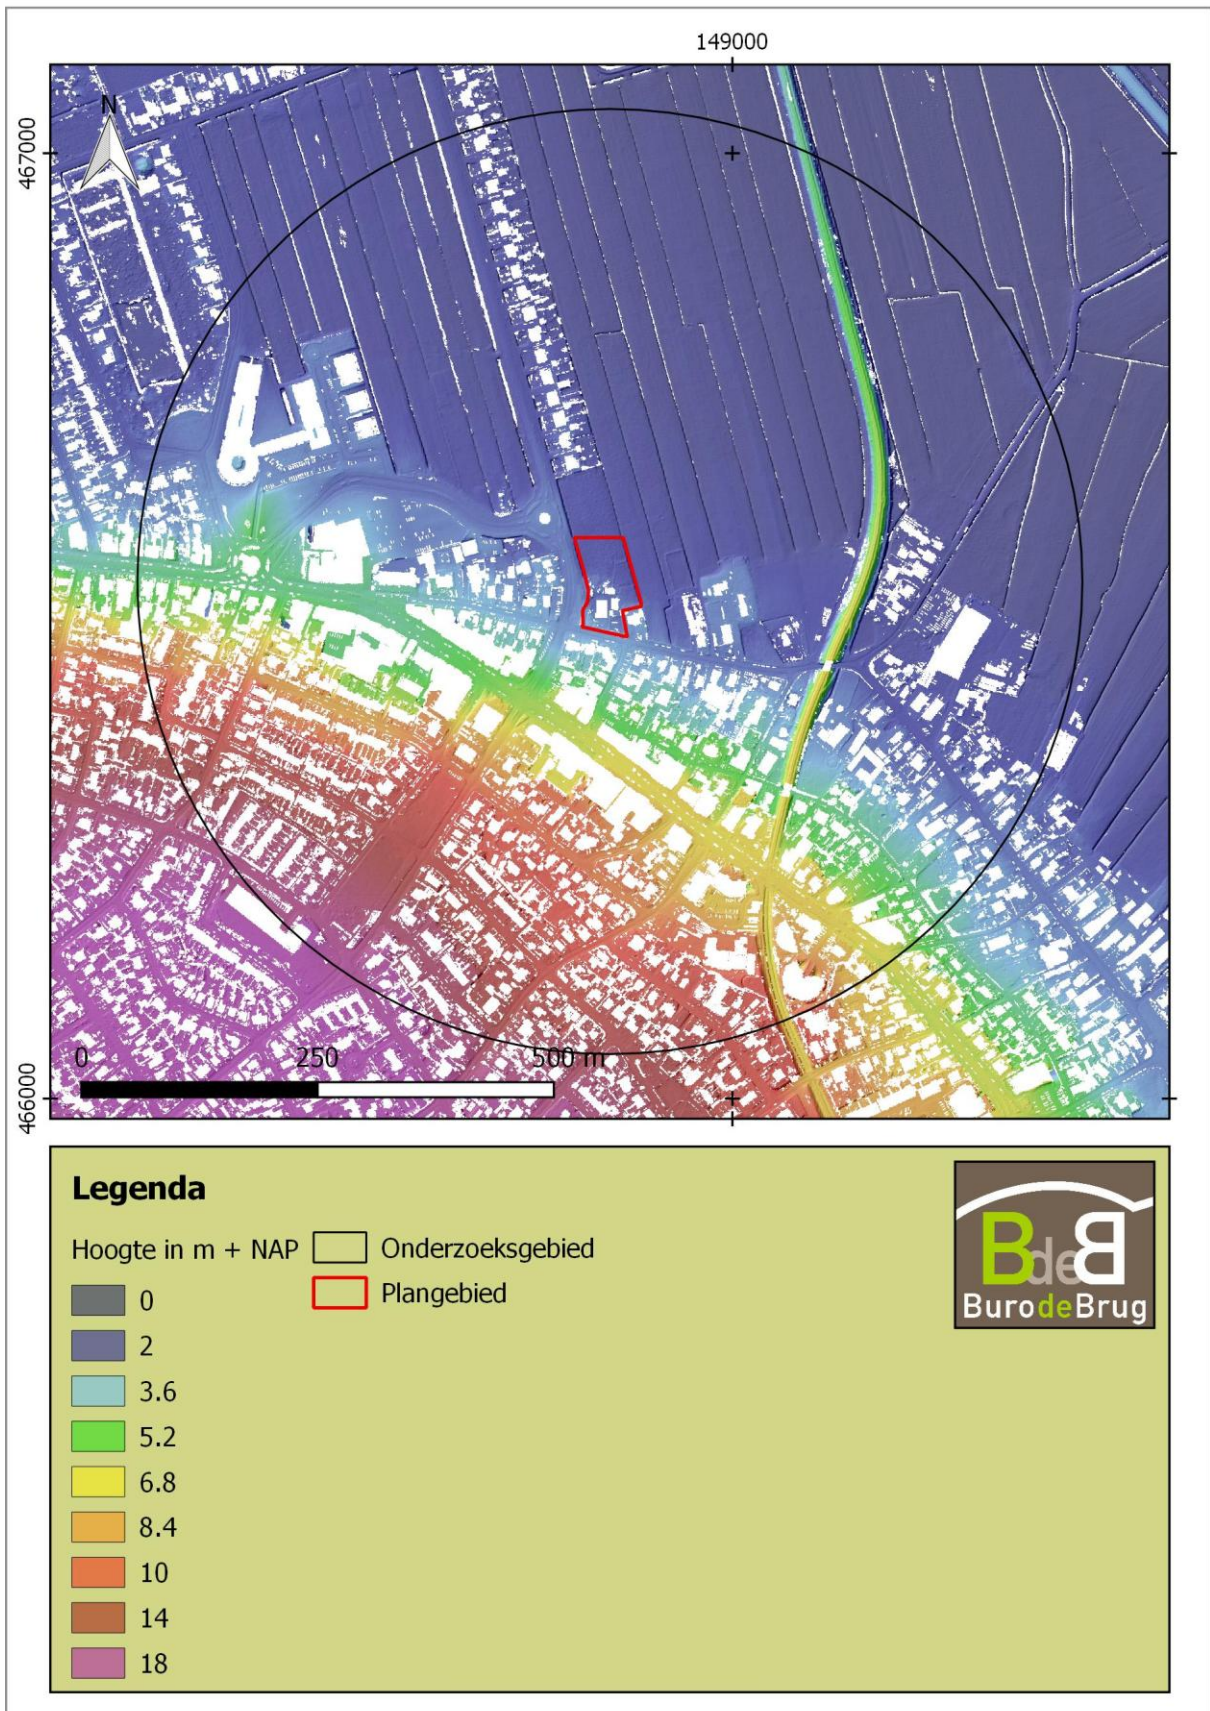 149000
N
467000
466000
0 250 500 m
Legenda
Hoogte in m + NAP
0
2
3.6
5.2
6.8
8.4
10
14
18
Onderzoeksgebied
Plangebied
BdeB
BurodeBrug